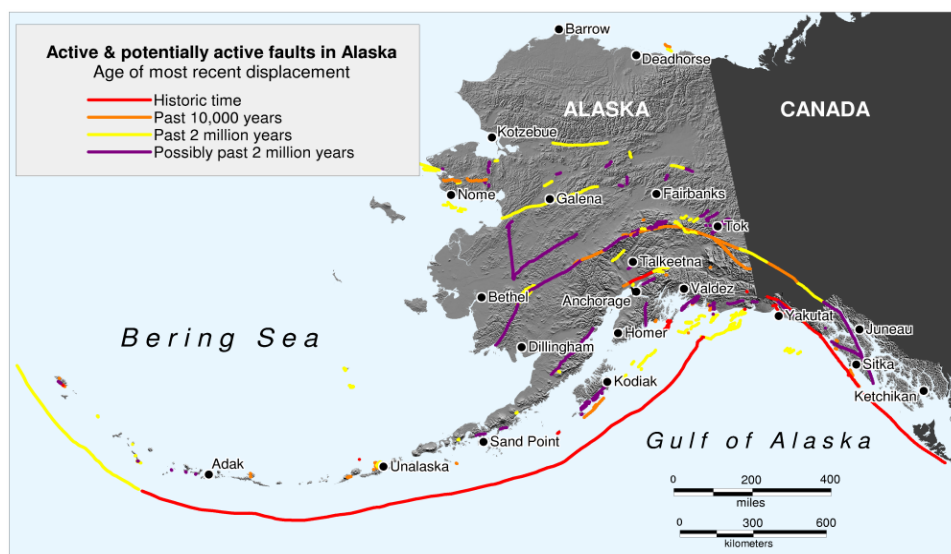 Active & potentially active faults in Alaska
Age of most recent displacement
Historic time
Past 10,000 years
Past 2 million years
Possibly past 2 million years
Barrow
Deadhorse
ALASKA
CANADA
Kotzebue
Nome
Galena
Fairbanks
Tok
Talkeetna
Bethel
Anchorage
Valdez
Yakutat
Juneau
Bering Sea
Dillingham
Homer
Sitka
Kodiak
Ketchikan
Sand Point
Gulf of Alaska
Adak
Unalaska
0 200 400
miles
0 300 600
kilometers